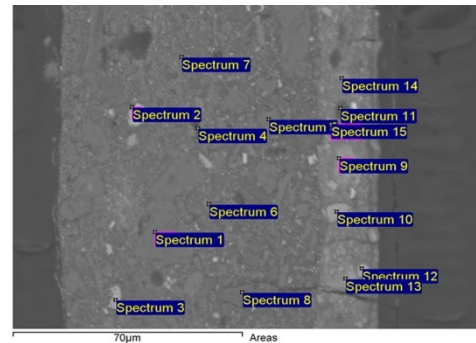 Spectrum 7
Spectrum 14
Spectrum 2
Spectrum 11
Spectrum
Spectrum 15
Spectrum 4
Spectrum 9
Spectrum 6
Spectrum 10
Spectrum 1
Spectrum 12
Spectrum 13
Spectrum 8
Spectrum 3
70µm Areas